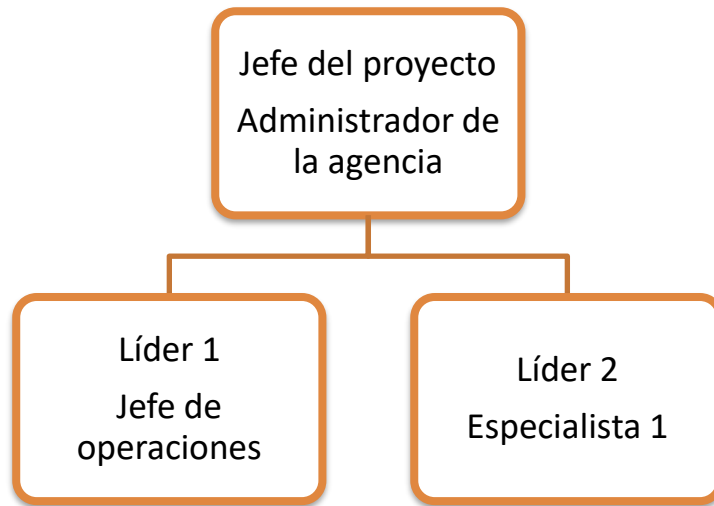 Jefe del proyecto
Administrador de
la agencia
Líder 1
Jefe de
operaciones
Líder 2
Especialista 1